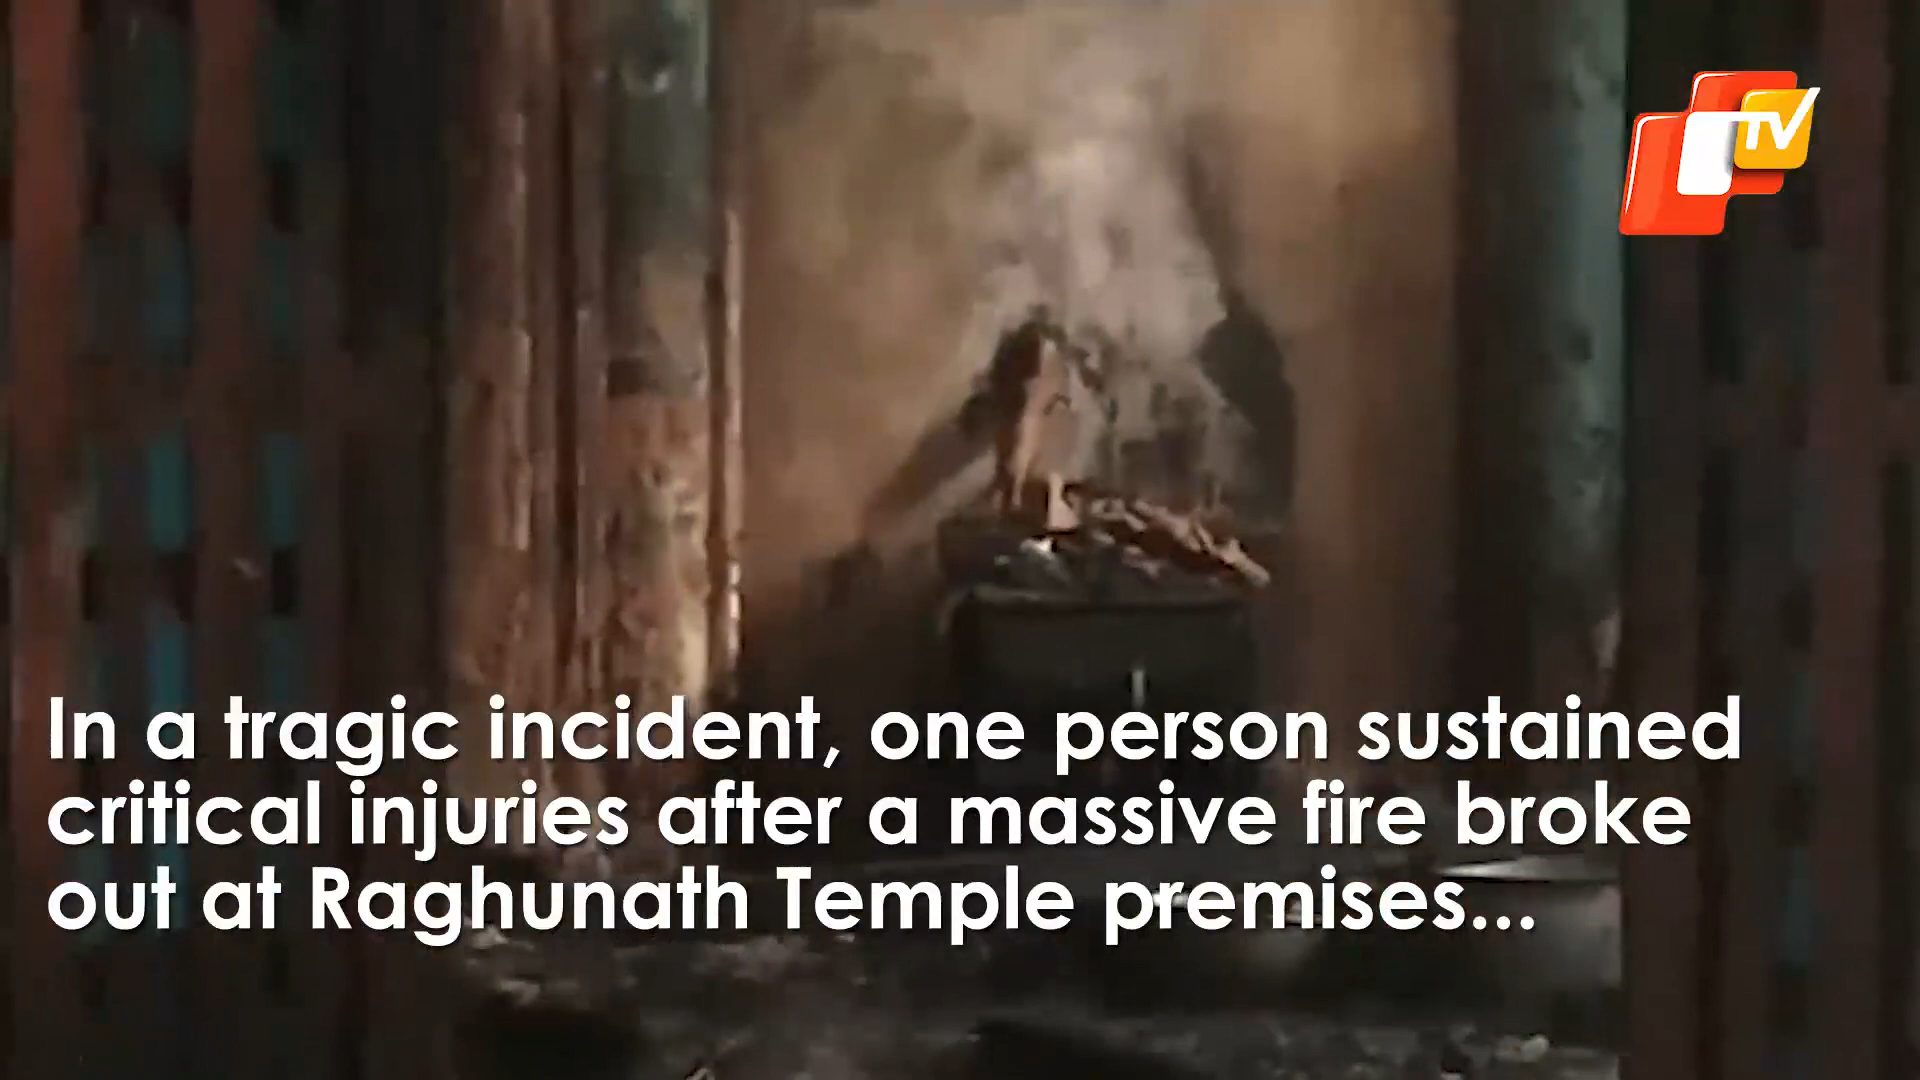 TV
In a tragic incident, one person sustained
critical injuries after a massive fire broke
out at Raghunath Temple premises...